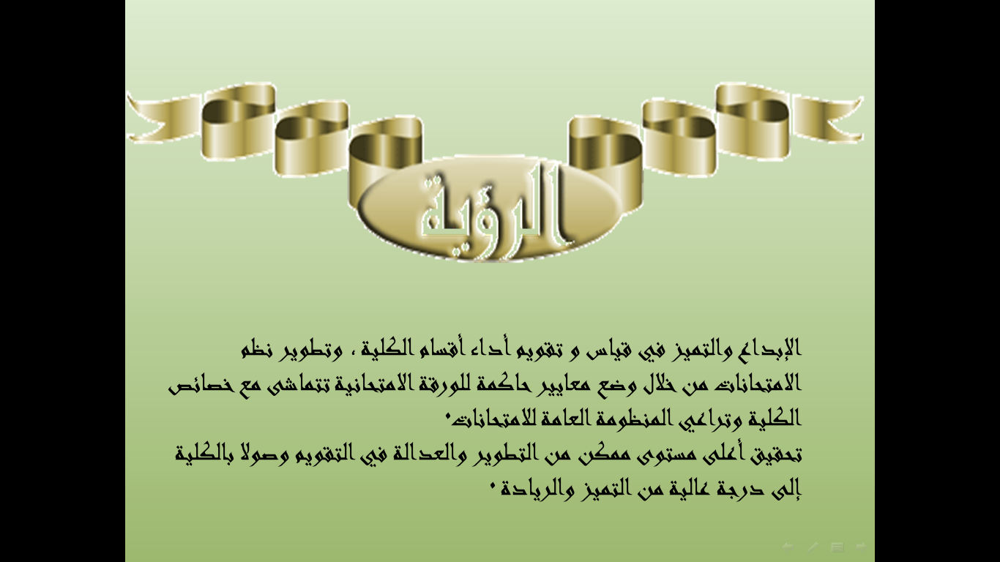 الرؤية
الإبداع والتميز في قياس و تقويم أداء أقسام الكلية ، وتطوير نظم
الامتحانات من خلال وضع معايير حاكمة للورقة الامتحانية تتماشى مع خصائص
الكلية وتراعي المنظومة العامة للامتحانات.
تحقيق أعلى مستوى ممكن من التطوير والعدالة في التقويم وصولا بالكلية
إلى درجة عالية من التميز والريادة .